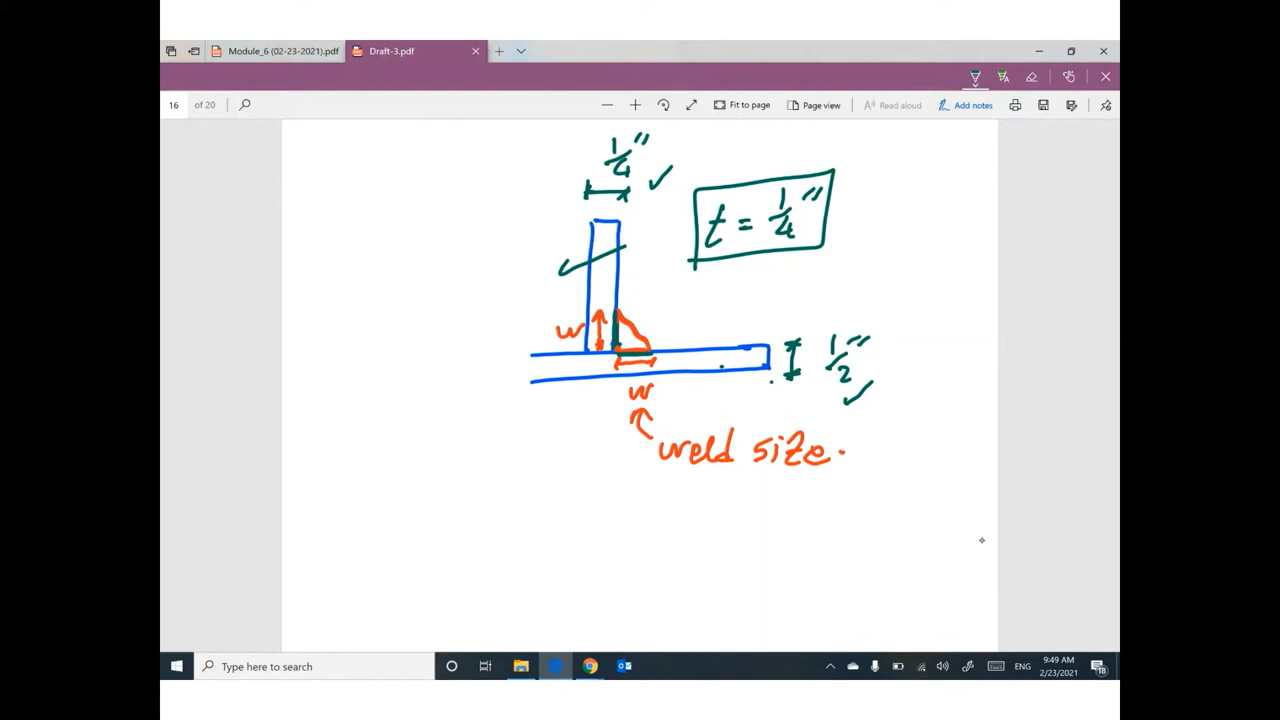 Module_6 (02-23-2021).pdf
Draft-3.pdf
16 of 20
Fit to page
Page view
Read aloud
Add notes
1/4"
t = 1/4"
w
1/2"
w
weld size.
Type here to search
ENG
9:49 AM
2/23/2021
18